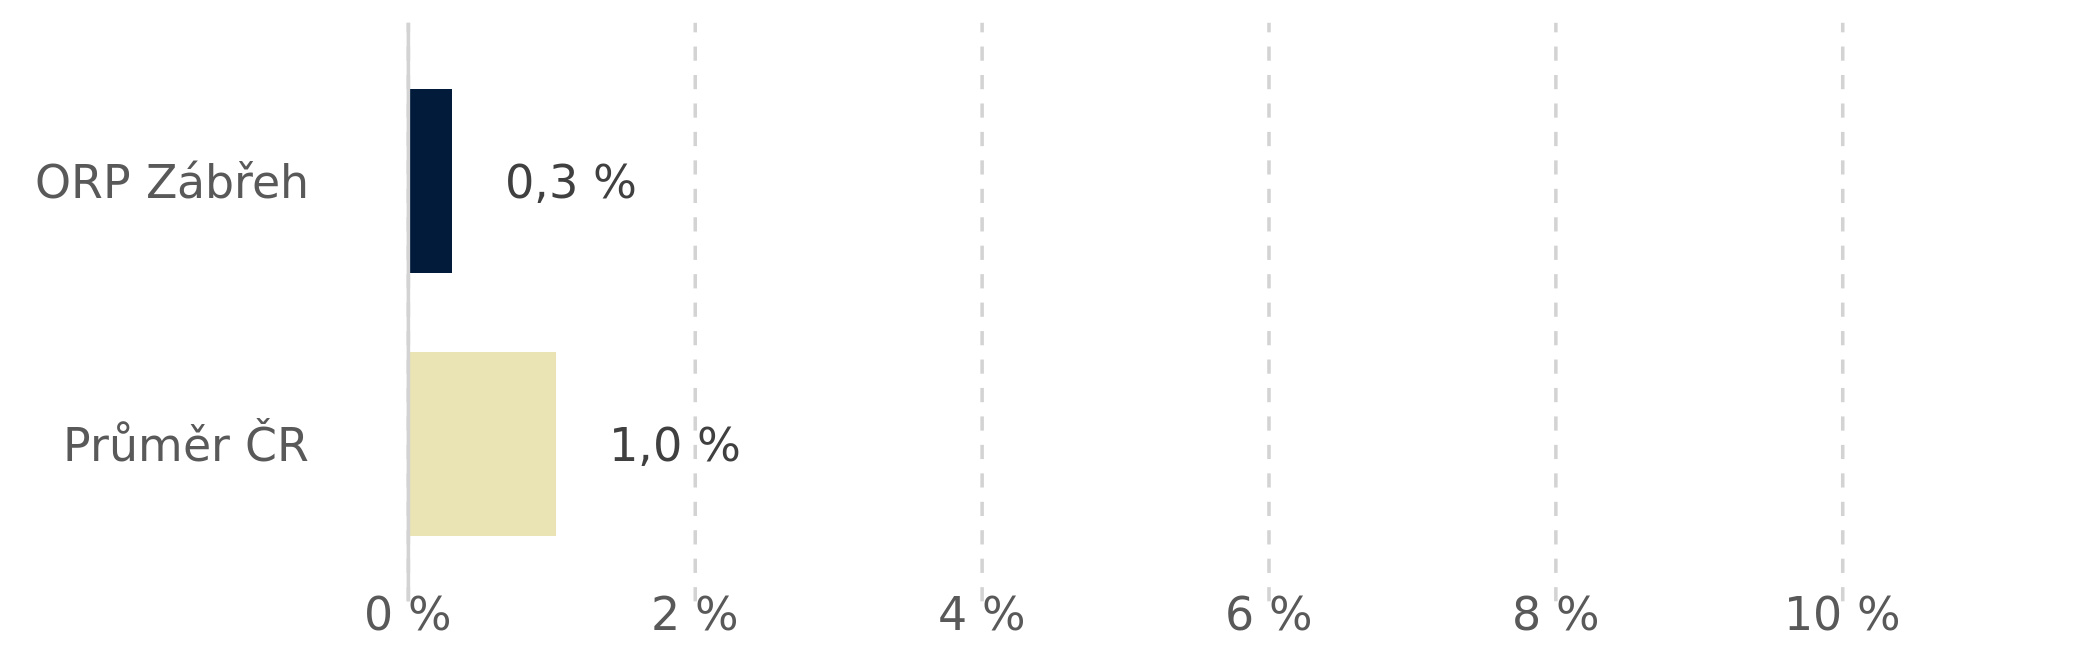 ORP Zábřeh 0,3 %
Průměr ČR 1,0 %
0 % 2 % 4 % 6 % 8 % 10 %